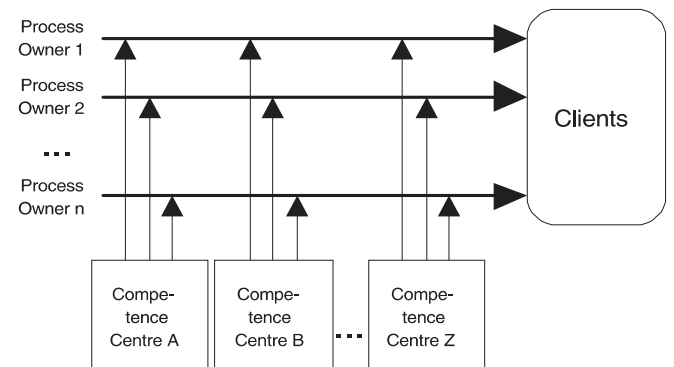 Process
Owner 1
Process
Owner 2
...
Process
Owner n
Clients
Compe-
tence
Centre A
Compe-
tence
Centre B
...
Compe-
tence
Centre Z